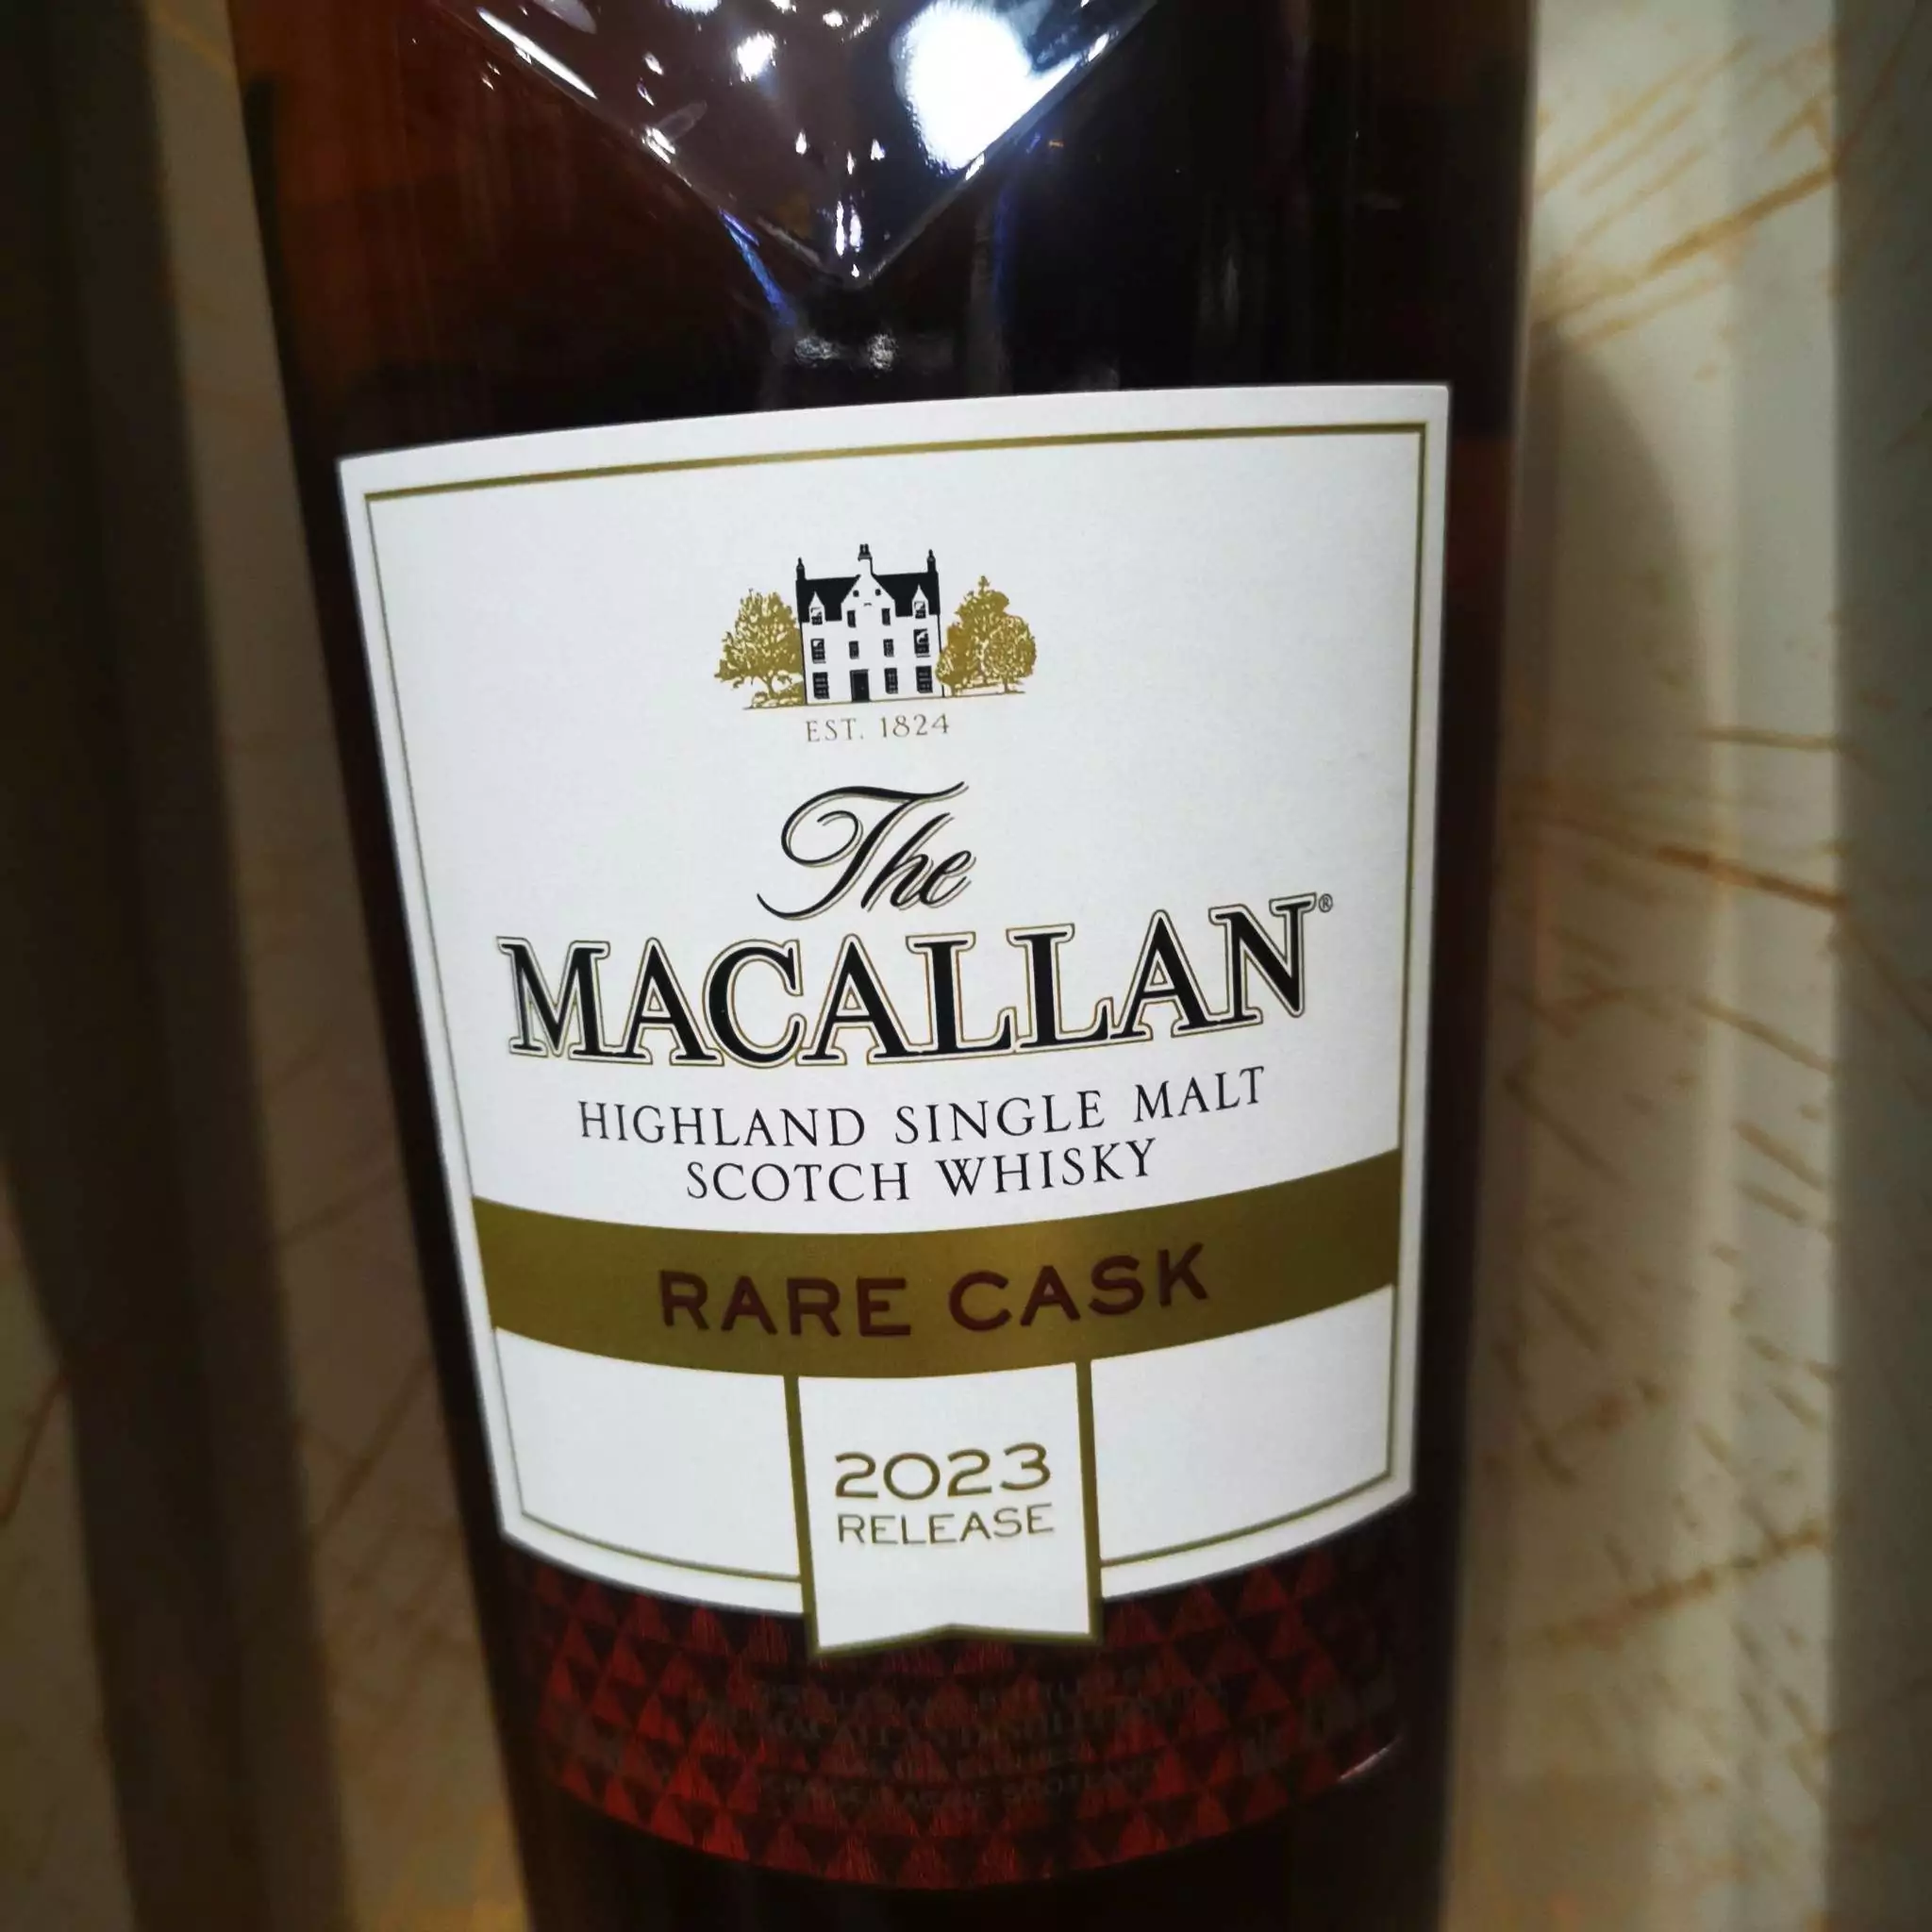 EST. 1824
The
MACALLAN®
HIGHLAND SINGLE MALT
SCOTCH WHISKY
RARE CASK
2023
RELEASE